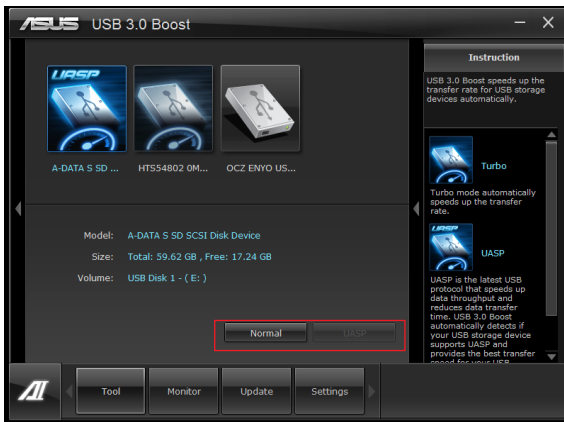 ASUS USB 3.0 Boost
UASP
A-DATA S SD ... HTS54802 0M... OCZ ENYO US...
Model: A-DATA S SD SCSI Disk Device
Size: Total: 59.62 GB , Free: 17.24 GB
Volume: USB Disk 1 - ( E: )
Normal UASP
Instruction
USB 3.0 Boost speeds up the
transfer rate for USB storage
devices automatically.
Turbo
Turbo mode automatically
speeds up the transfer
rate.
UASP
UASP
UASP is the latest USB
protocol that speeds up
data throughput and
reduces data transfer
time. USB 3.0 Boost
automatically detects if
your USB storage device
supports UASP and
provides the best transfer
speed for your USB
AI Tool Monitor Update Settings